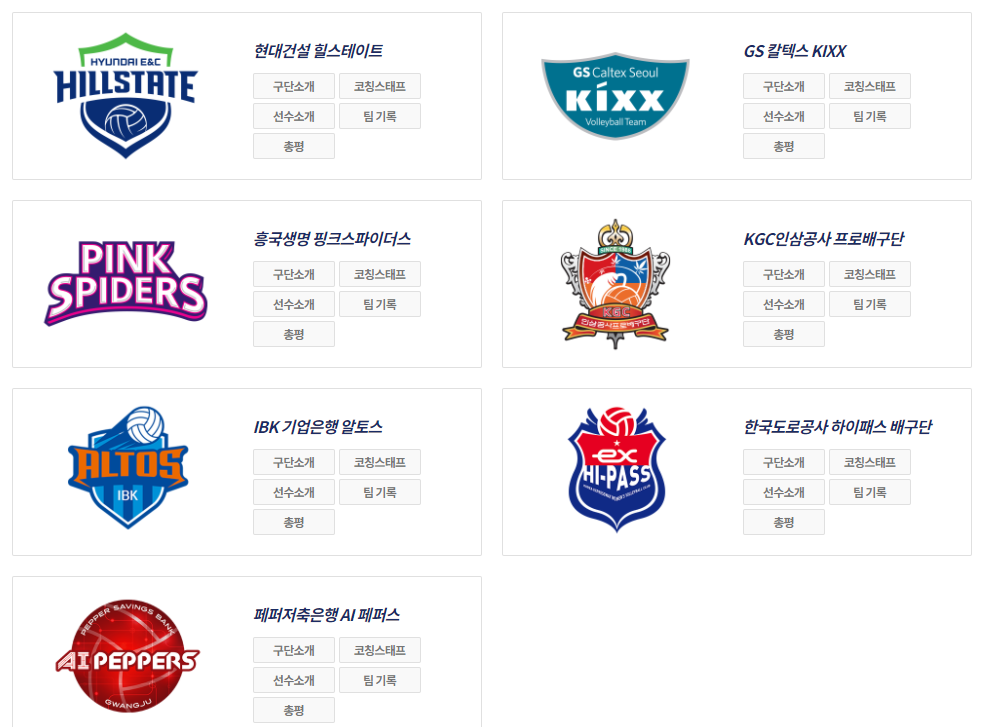 HYUNDAI E&C
HILLSTATE
현대건설 힐스테이트
구단소개 코칭스태프
선수소개 팀 기록
총평
GS Caltex Seoul
KIXX
Volleyball Team
GS 칼텍스 KIXX
구단소개 코칭스태프
선수소개 팀 기록
총평
PINK
SPIDERS
흥국생명 핑크스파이더스
구단소개 코칭스태프
선수소개 팀 기록
총평
SINCE 1988
KGC
인삼공사프로배구단
KGC인삼공사 프로배구단
구단소개 코칭스태프
선수소개 팀 기록
총평
ALTOS
IBK
IBK 기업은행 알토스
구단소개 코칭스태프
선수소개 팀 기록
총평
ex
HI-PASS
한국도로공사 하이패스 배구단
구단소개 코칭스태프
선수소개 팀 기록
총평
PEPPER SAVINGS BANK
AI PEPPERS
GWANGJU
페퍼저축은행 AI 페퍼스
구단소개 코칭스태프
선수소개 팀 기록
총평